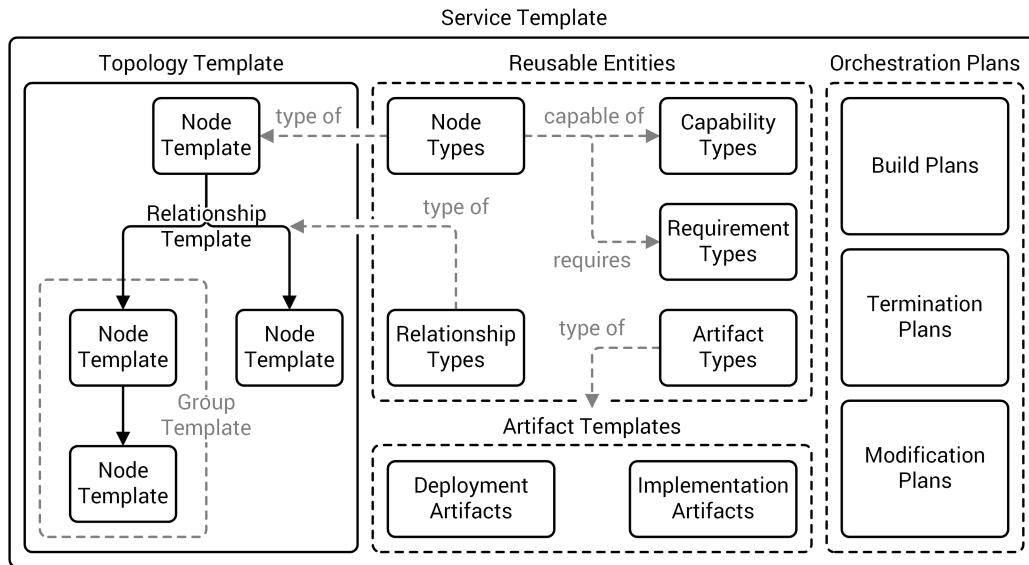 Service Template
Topology Template
Node
Template
Relationship
Template
Node
Template
Node
Template
Group
Template
Node
Template
Reusable Entities
type of
Node
Types
capable of
Capability
Types
type of
requires
Requirement
Types
Relationship
Types
type of
Artifact
Types
Artifact Templates
Deployment
Artifacts
Implementation
Artifacts
Orchestration Plans
Build Plans
Termination
Plans
Modification
Plans